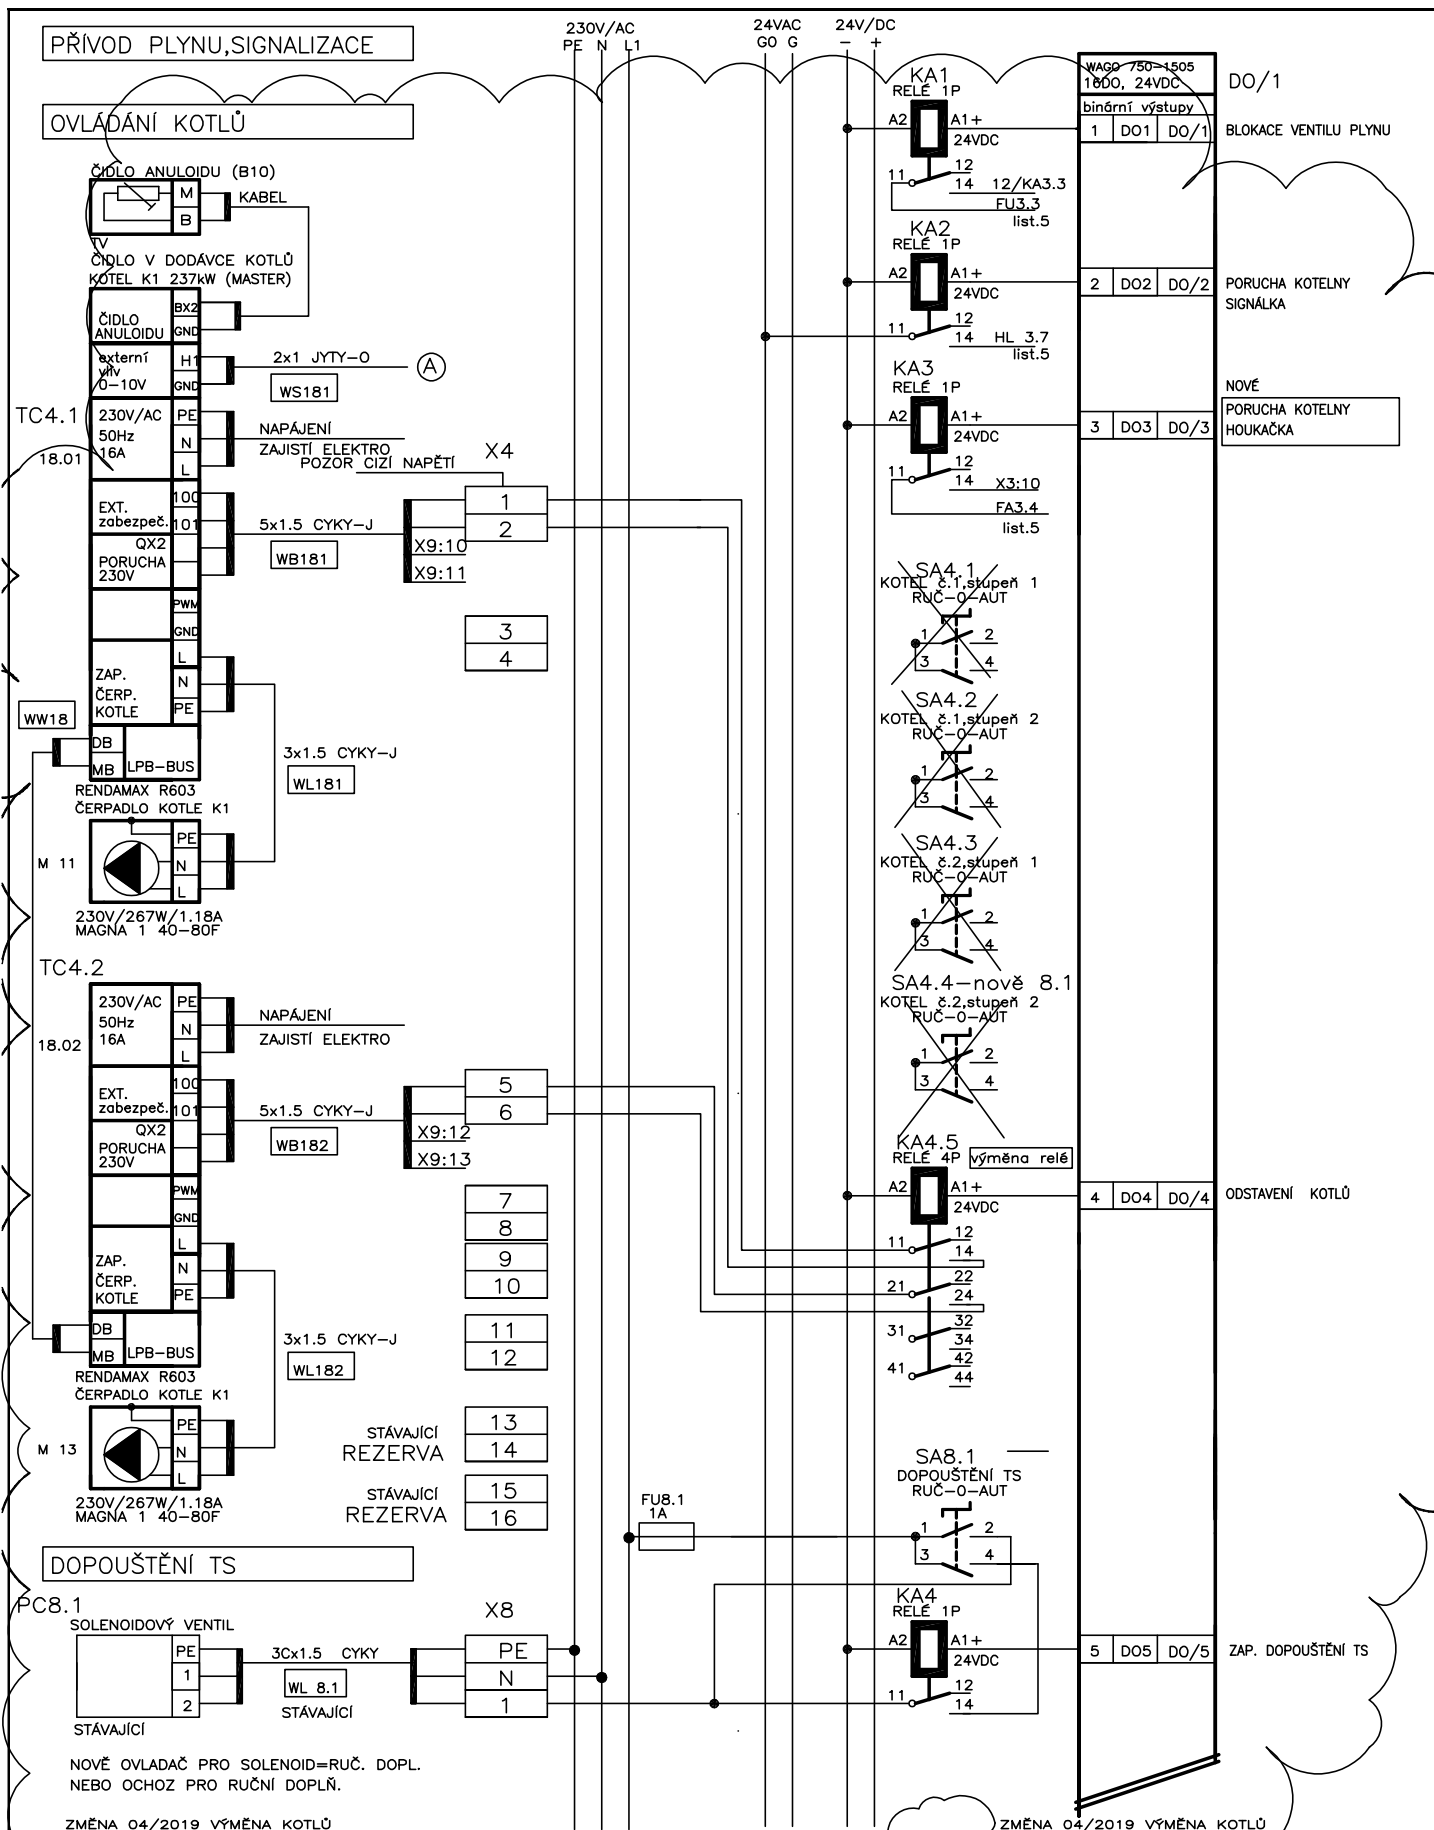 PŘÍVOD PLYNU,SIGNALIZACE
230V/AC
PE N L1
24VAC
G0 G
24V/DC
- +
OVLÁDÁNÍ KOTLŮ
ČIDLO ANULOIDU (B10)
M
B
KABEL
TV
ČIDLO V DODÁVCE KOTLŮ
KOTEL K1 237kW (MASTER)
ČIDLO
ANULOIDU
BX2
GND
externí
vliv
0-10V
H1
GND
2x1 JYTY-O
WS181
A
TC4.1
18.01
230V/AC
50Hz
16A
PE
N
L
NAPÁJENÍ
ZAJISTÍ ELEKTRO
POZOR CIZÍ NAPĚTÍ
X4
EXT.
zabezpeč.
100
101
QX2
PORUCHA
230V
5x1.5 CYKY-J
WB181
X9:10
X9:11
1
2
3
4
PWM
GND
ZAP.
ČERP.
KOTLE
L
N
PE
WW18
DB
MB
LPB-BUS
3x1.5 CYKY-J
WL181
RENDAMAX R603
ČERPADLO KOTLE K1
M 11
PE
N
L
230V/267W/1.18A
MAGNA 1 40-80F
TC4.2
18.02
230V/AC
50Hz
16A
PE
N
L
NAPÁJENÍ
ZAJISTÍ ELEKTRO
EXT.
zabezpeč.
100
101
QX2
PORUCHA
230V
5x1.5 CYKY-J
WB182
X9:12
X9:13
5
6
7
8
9
10
11
12
PWM
GND
ZAP.
ČERP.
KOTLE
L
N
PE
DB
MB
LPB-BUS
3x1.5 CYKY-J
WL182
RENDAMAX R603
ČERPADLO KOTLE K1
M 13
PE
N
L
230V/267W/1.18A
MAGNA 1 40-80F
STÁVAJÍCÍ
REZERVA
13
14
STÁVAJÍCÍ
REZERVA
15
16
DOPOUŠTĚNÍ TS
PC8.1
SOLENOIDOVÝ VENTIL
PE
1
2
STÁVAJÍCÍ
3Cx1.5 CYKY
WL 8.1
STÁVAJÍCÍ
X8
PE
N
1
NOVĚ OVLADAČ PRO SOLENOID=RUČ. DOPL.
NEBO OCHOZ PRO RUČNÍ DOPLŇ.
ZMĚNA 04/2019 VÝMĚNA KOTLŮ
KA1
RELÉ 1P
A2 A1+
24VDC
11 12
14 12/KA3.3
FU3.3
list.5
KA2
RELÉ 1P
A2 A1+
24VDC
11 12
14 HL 3.7
list.5
KA3
RELÉ 1P
A2 A1+
24VDC
11 12
14 X3:10
FA3.4
list.5
SA4.1
KOTEL č.1,stupeň 1
RUČ-0-AUT
1 2
3 4
SA4.2
KOTEL č.1,stupeň 2
RUČ-0-AUT
1 2
3 4
SA4.3
KOTEL č.2,stupeň 1
RUČ-0-AUT
1 2
3 4
SA4.4-nově 8.1
KOTEL č.2,stupeň 2
RUČ-0-AUT
1 2
3 4
KA4.5
RELÉ 4P
výměna relé
A2 A1+
24VDC
11 12
14
21 22
24
31 32
34
41 42
44
FU8.1
1A
SA8.1
DOPOUŠTĚNÍ TS
RUČ-0-AUT
1 2
3 4
KA4
RELÉ 1P
A2 A1+
24VDC
11 12
14
WAGO 750-1505
16DO, 24VDC
DO/1
binární výstupy
1 DO1 DO/1 BLOKACE VENTILU PLYNU
2 DO2 DO/2 PORUCHA KOTELNY
SIGNÁLKA
NOVÉ
3 DO3 DO/3 PORUCHA KOTELNY
HOUKAČKA
4 DO4 DO/4 ODSTAVENÍ KOTLŮ
5 DO5 DO/5 ZAP. DOPOUŠTĚNÍ TS
ZMĚNA 04/2019 VÝMĚNA KOTLŮ